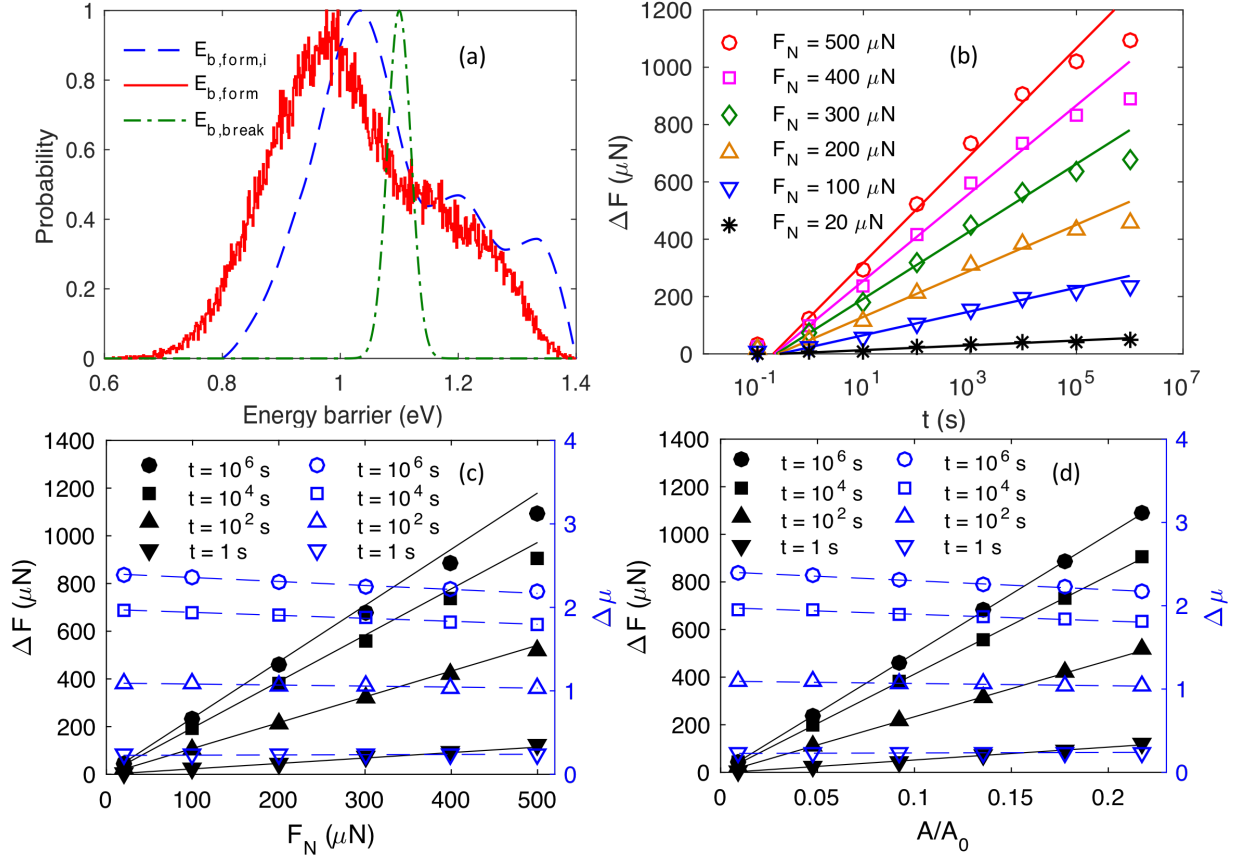 (a)
E_b,form,i
E_b,form
E_b,break
Probability
1
0.8
0.6
0.4
0.2
0
0.6 0.8 1 1.2 1.4
Energy barrier (eV)
(b)
F_N = 500 μN
F_N = 400 μN
F_N = 300 μN
F_N = 200 μN
F_N = 100 μN
F_N = 20 μN
Δ F (μN)
1200
1000
800
600
400
200
0
10^-1 10^1 10^3 10^5 10^7
t (s)
(c)
t = 10^6 s t = 10^6 s
t = 10^4 s t = 10^4 s
t = 10^2 s t = 10^2 s
t = 1 s t = 1 s
Δ F (μN)
1400
1200
1000
800
600
400
200
0
0 100 200 300 400 500
F_N (μN)
4
3
2
1
0
Δ μ
(d)
t = 10^6 s t = 10^6 s
t = 10^4 s t = 10^4 s
t = 10^2 s t = 10^2 s
t = 1 s t = 1 s
Δ F (μN)
1400
1200
1000
800
600
400
200
0
0 0.05 0.1 0.15 0.2
A/A_0
4
3
2
1
0
Δ μ